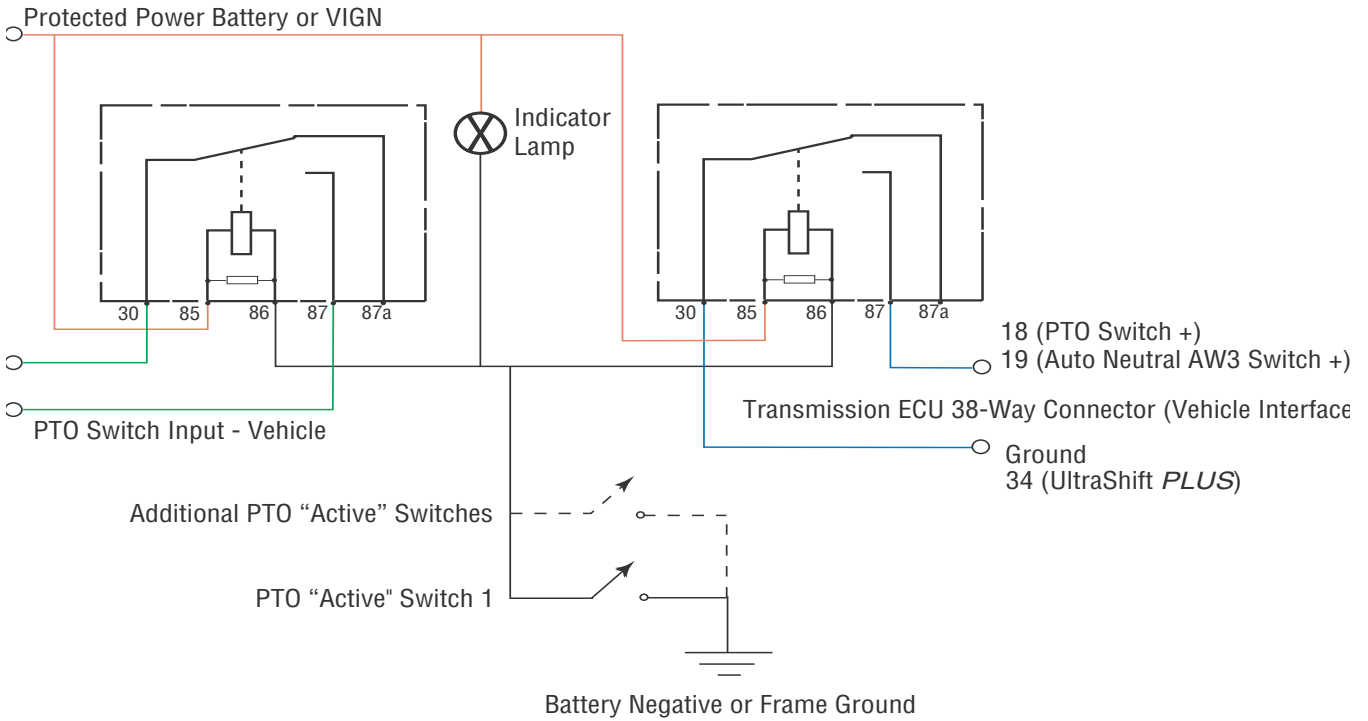 Protected Power Battery or VIGN
Indicator
Lamp
30 85 86 87 87a
30 85 86 87 87a
18 (PTO Switch +)
19 (Auto Neutral AW3 Switch +)
Transmission ECU 38-Way Connector (Vehicle Interface
PTO Switch Input - Vehicle
Ground
34 (UltraShift PLUS)
Additional PTO “Active” Switches
PTO “Active" Switch 1
Battery Negative or Frame Ground